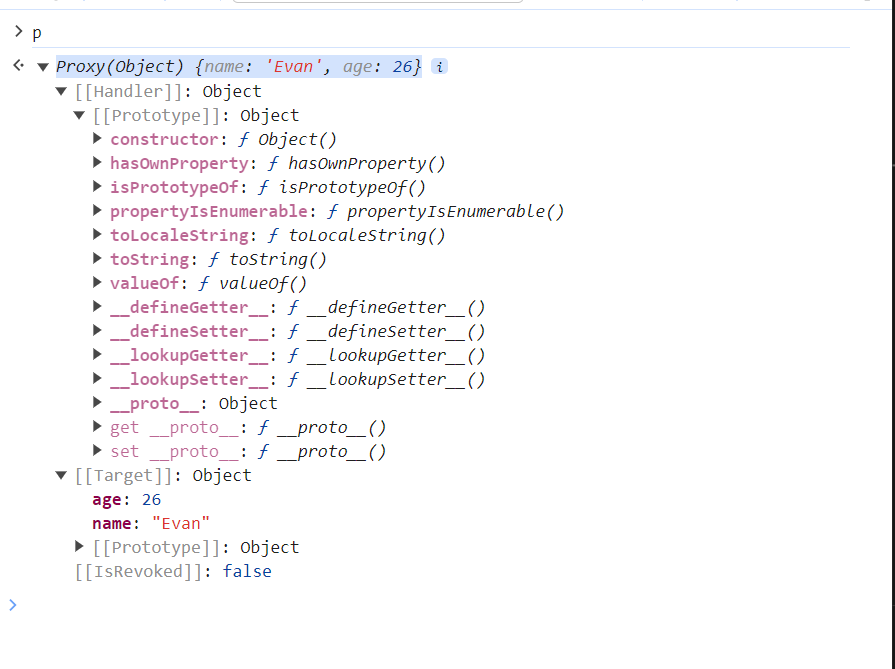 p
Proxy(Object) {name: 'Evan', age: 26} i
[[Handler]]: Object
[[Prototype]]: Object
constructor: ƒ Object()
hasOwnProperty: ƒ hasOwnProperty()
isPrototypeOf: ƒ isPrototypeOf()
propertyIsEnumerable: ƒ propertyIsEnumerable()
toLocaleString: ƒ toLocaleString()
toString: ƒ toString()
valueOf: ƒ valueOf()
__defineGetter__: ƒ __defineGetter__()
__defineSetter__: ƒ __defineSetter__()
__lookupGetter__: ƒ __lookupGetter__()
__lookupSetter__: ƒ __lookupSetter__()
__proto__: Object
get __proto__: ƒ __proto__()
set __proto__: ƒ __proto__()
[[Target]]: Object
age: 26
name: "Evan"
[[Prototype]]: Object
[[IsRevoked]]: false